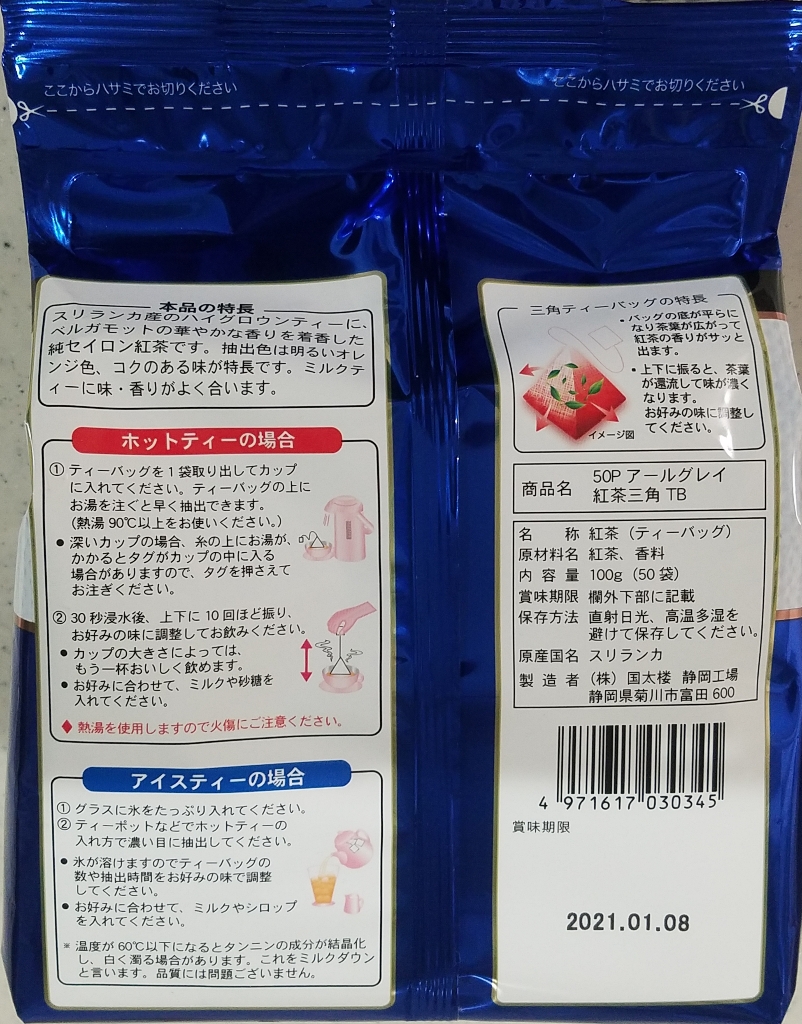 ここからハサミでお切りください
ここからハサミでお切りください
本品の特長
スリランカ産のハイグロウンティーに、
ベルガモットの華やかな香りを着香した
純セイロン紅茶です。抽出色は明るいオレ
ンジ色、コクのある味が特長です。ミルクテ
ィーに味・香りがよく合います。
ホットティーの場合
① ティーバッグを1袋取り出してカップ
に入れてください。ティーバッグの上に
お湯を注ぐと早く抽出できます。
(熱湯90℃以上をお使いください。)
● 深いカップの場合、糸の上にお湯が、
かかるとタグがカップの中に入る
場合がありますので、タグを押さえて
お注ぎください。
② 30秒浸水後、上下に10回ほど振り、
お好みの味に調整してお飲みください。
● カップの大きさによっては、
もう一杯おいしく飲めます。
● お好みに合わせて、ミルクや砂糖を
入れてください。
♦ 熱湯を使用しますので火傷にご注意ください。
アイスティーの場合
① グラスに氷をたっぷり入れてください。
② ティーポットなどでホットティーの
入れ方で濃い目に抽出してください。
● 氷が溶けますのでティーバッグの
数や抽出時間をお好みの味で調整
してください。
● お好みに合わせて、ミルクやシロップ
を入れてください。
※ 温度が60℃以下になるとタンニンの成分が結晶化
し、白く濁る場合があります。これをミルクダウン
と言います。品質には問題ございません。
三角ティーバッグの特長
・バッグの底が平らに
なり茶葉が広がって
紅茶の香りがサッと
出ます。
・上下に振ると、茶葉
が還流して味が濃く
なります。
お好みの味に調整し
てください。
イメージ図
商品名 50P アールグレイ
紅茶三角 TB
名称 紅茶(ティーバッグ)
原材料名 紅茶、香料
内容量 100g(50袋)
賞味期限 欄外下部に記載
保存方法 直射日光、高温多湿を
避けて保存してください。
原産国名 スリランカ
製造者 (株)国太楼 静岡工場
静岡県菊川市富田600
4 971617 030345
賞味期限
2021.01.08